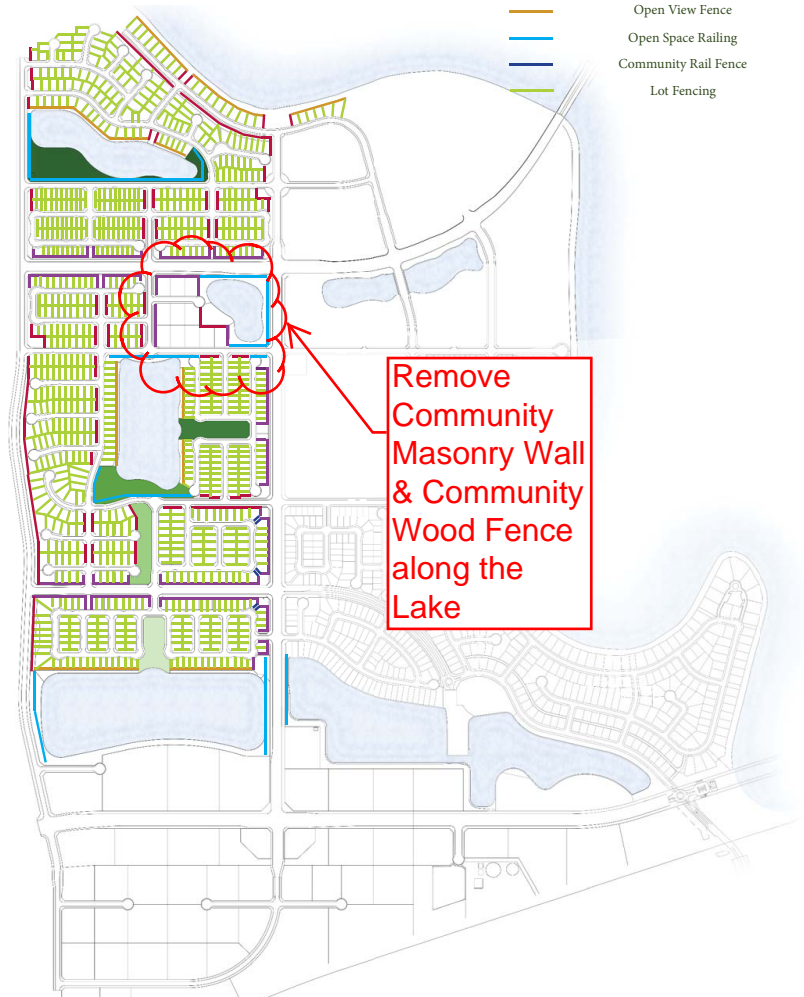 Open View Fence
Open Space Railing
Community Rail Fence
Lot Fencing
Remove
Community
Masonry Wall
& Community
Wood Fence
along the
Lake